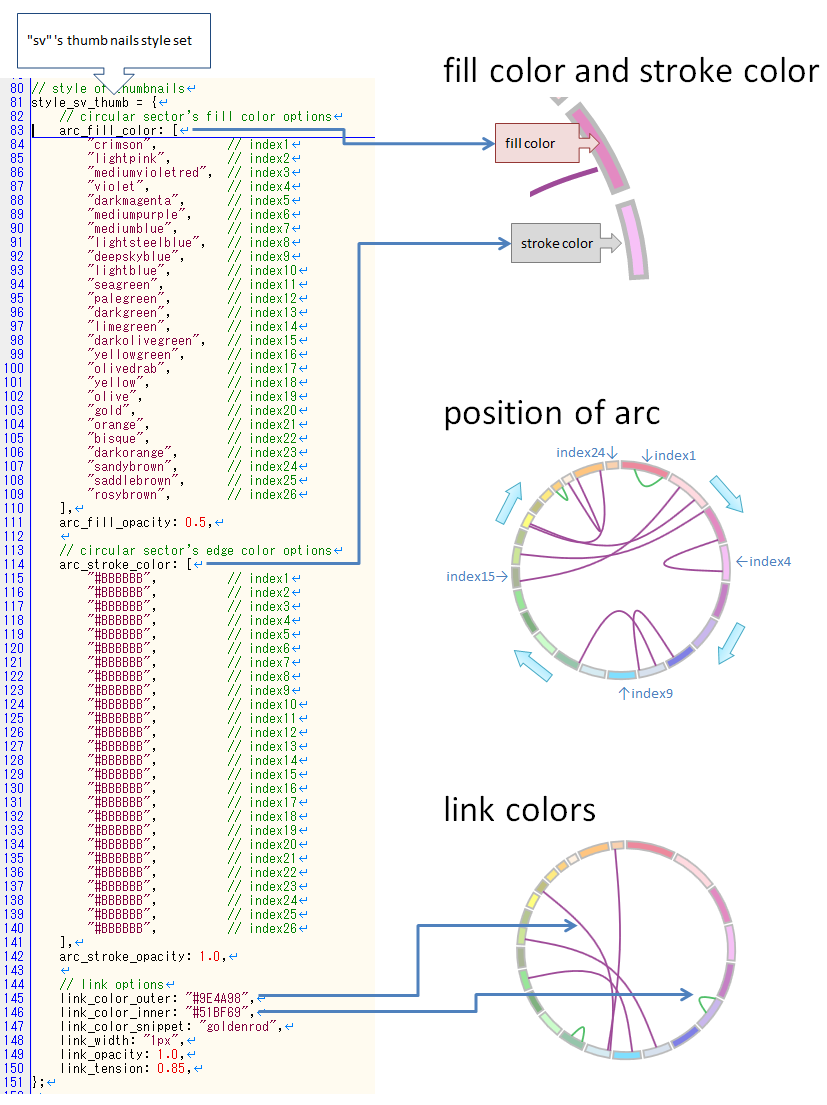 "sv" 's thumb nails style set
80 // style of thumbnails↵
81 style_sv_thumb = {↵
82 // circular sector's fill color options↵
83 arc_fill_color: [↵
84 "crimson", // index1↵
85 "lightpink", // index2↵
86 "mediumvioletred", // index3↵
87 "violet", // index4↵
88 "darkmagenta", // index5↵
89 "mediumpurple", // index6↵
90 "mediumblue", // index7↵
91 "lightsteelblue", // index8↵
92 "deepskyblue", // index9↵
93 "lightblue", // index10↵
94 "seagreen", // index11↵
95 "palegreen", // index12↵
96 "darkgreen", // index13↵
97 "limegreen", // index14↵
98 "darkolivegreen", // index15↵
99 "yellowgreen", // index16↵
100 "olivedrab", // index17↵
101 "yellow", // index18↵
102 "olive", // index19↵
103 "gold", // index20↵
104 "orange", // index21↵
105 "bisque", // index22↵
106 "darkorange", // index23↵
107 "sandybrown", // index24↵
108 "saddlebrown", // index25↵
109 "rosybrown", // index26↵
110 ],↵
111 arc_fill_opacity: 0.5,↵
112 ↵
113 // circular sector's edge color options↵
114 arc_stroke_color: [↵
115 "#BBBBBB", // index1↵
116 "#BBBBBB", // index2↵
117 "#BBBBBB", // index3↵
118 "#BBBBBB", // index4↵
119 "#BBBBBB", // index5↵
120 "#BBBBBB", // index6↵
121 "#BBBBBB", // index7↵
122 "#BBBBBB", // index8↵
123 "#BBBBBB", // index9↵
124 "#BBBBBB", // index10↵
125 "#BBBBBB", // index11↵
126 "#BBBBBB", // index12↵
127 "#BBBBBB", // index13↵
128 "#BBBBBB", // index14↵
129 "#BBBBBB", // index15↵
130 "#BBBBBB", // index16↵
131 "#BBBBBB", // index17↵
132 "#BBBBBB", // index18↵
133 "#BBBBBB", // index19↵
134 "#BBBBBB", // index20↵
135 "#BBBBBB", // index21↵
136 "#BBBBBB", // index22↵
137 "#BBBBBB", // index23↵
138 "#BBBBBB", // index24↵
139 "#BBBBBB", // index25↵
140 "#BBBBBB", // index26↵
141 ],↵
142 arc_stroke_opacity: 1.0,↵
143 ↵
144 // link options↵
145 link_color_outer: "#9E4A98",↵
146 link_color_inner: "#51BF69",↵
147 link_color_snippet: "goldenrod",↵
148 link_width: "1px",↵
149 link_opacity: 1.0,↵
150 link_tension: 0.85,↵
151 };↵
fill color and stroke color
fill color
stroke color
position of arc
index24↓
↓index1
←index4
index15→
↑index9
link colors